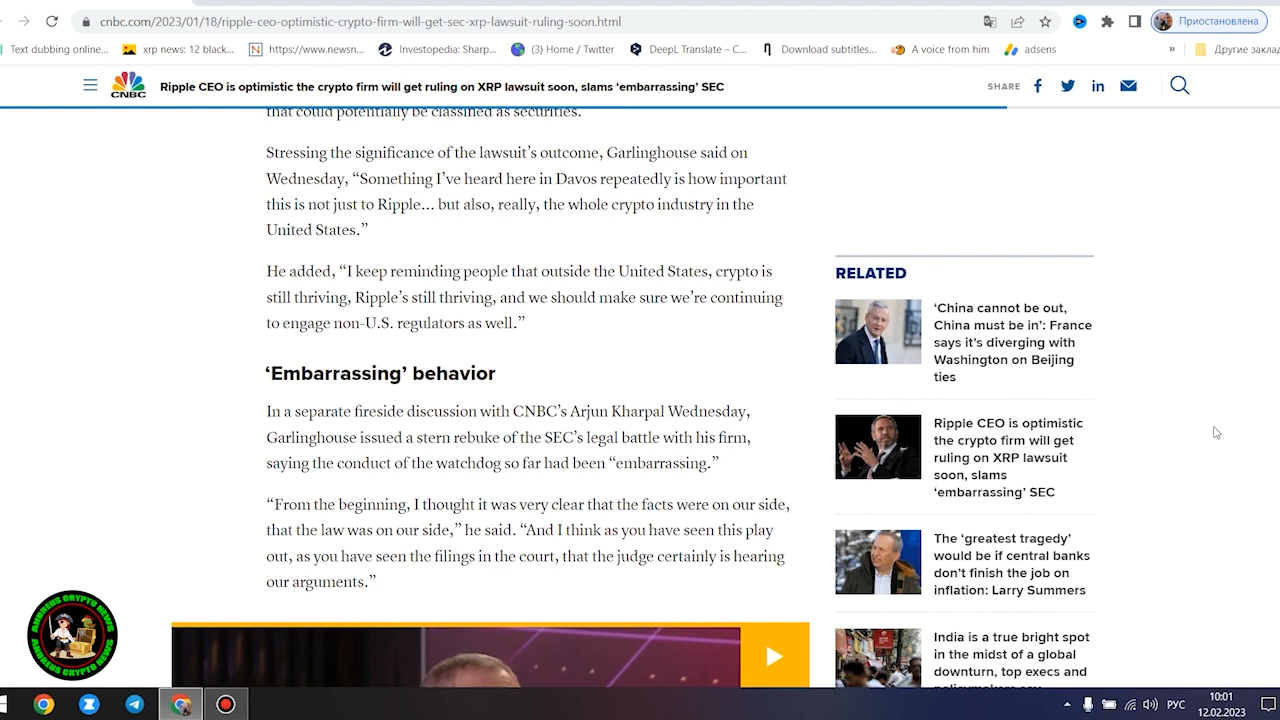 cnbc.com/2023/01/18/ripple-ceo-optimistic-crypto-firm-will-get-sec-xrp-lawsuit-ruling-soon.html
Приостановлена
Text dubbing online...
xrp news: 12 black...
https://www.newsn...
Investopedia: Sharp...
(3) Home / Twitter
DeepL Translate – C...
Download subtitles...
A voice from him
adsens
»
Другие закла
CNBC
Ripple CEO is optimistic the crypto firm will get ruling on XRP lawsuit soon, slams ‘embarrassing’ SEC
SHARE
that could potentially be classified as securities.
Stressing the significance of the lawsuit’s outcome, Garlinghouse said on
Wednesday, “Something I’ve heard here in Davos repeatedly is how important
this is not just to Ripple… but also, really, the whole crypto industry in the
United States.”
He added, “I keep reminding people that outside the United States, crypto is
still thriving, Ripple’s still thriving, and we should make sure we’re continuing
to engage non-U.S. regulators as well.”
‘Embarrassing’ behavior
In a separate fireside discussion with CNBC’s Arjun Kharpal Wednesday,
Garlinghouse issued a stern rebuke of the SEC’s legal battle with his firm,
saying the conduct of the watchdog so far had been “embarrassing.”
“From the beginning, I thought it was very clear that the facts were on our side,
that the law was on our side,” he said. “And I think as you have seen this play
out, as you have seen the filings in the court, that the judge certainly is hearing
our arguments.”
RELATED
‘China cannot be out,
China must be in’: France
says it’s diverging with
Washington on Beijing
ties
Ripple CEO is optimistic
the crypto firm will get
ruling on XRP lawsuit
soon, slams
‘embarrassing’ SEC
The ‘greatest tragedy’
would be if central banks
don’t finish the job on
inflation: Larry Summers
India is a true bright spot
in the midst of a global
downturn, top execs and
ANDREUS CRYPTO NEWS
ANDREUS CRYPTO NEWS
РУС
10:01
12.02.2023